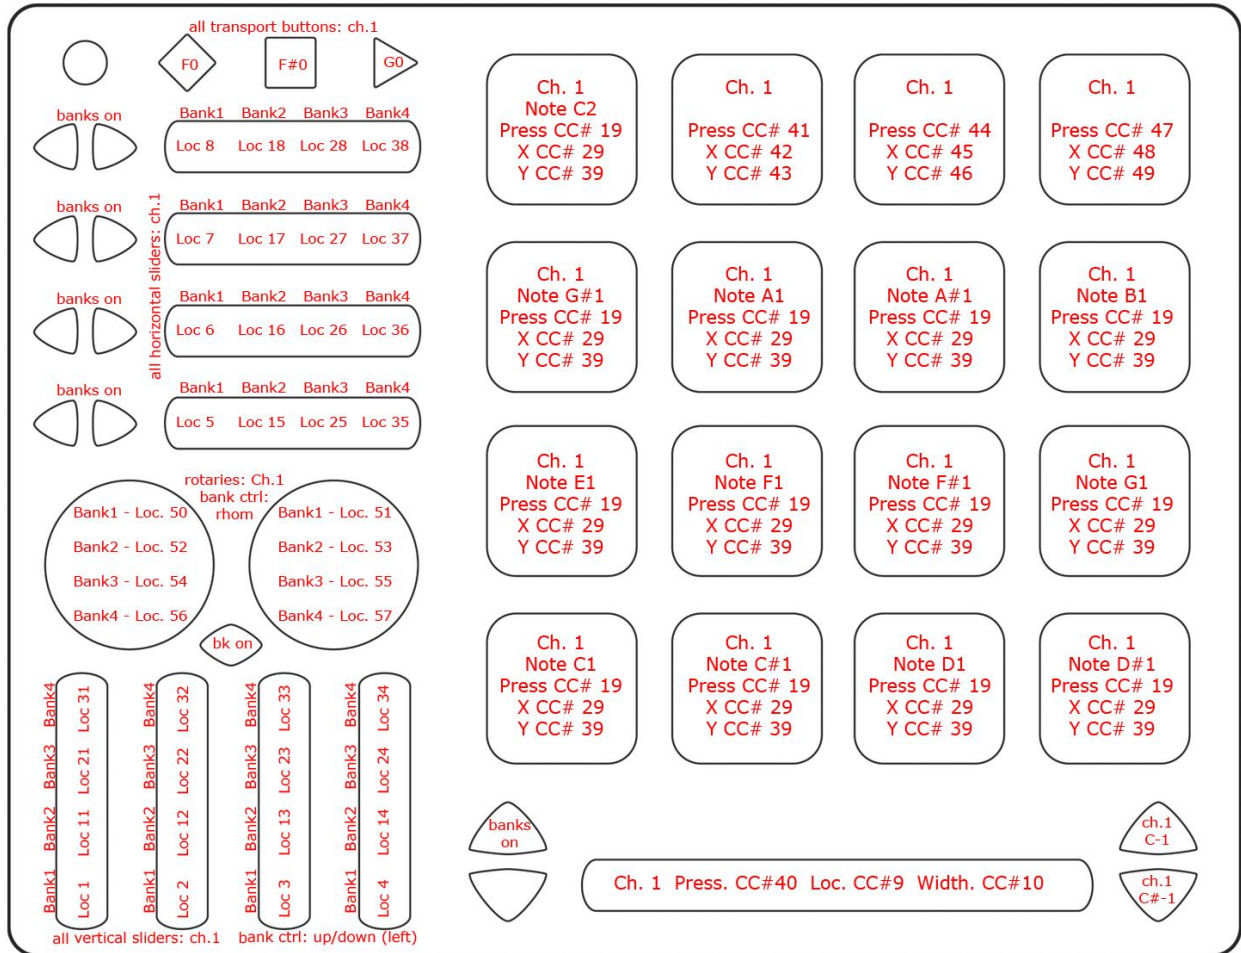 all transport buttons: ch.1
F0
F#0
G0
banks on
Bank1 Bank2 Bank3 Bank4
Loc 8 Loc 18 Loc 28 Loc 38
banks on
Bank1 Bank2 Bank3 Bank4
Loc 7 Loc 17 Loc 27 Loc 37
all horizontal sliders: ch.1
banks on
Bank1 Bank2 Bank3 Bank4
Loc 6 Loc 16 Loc 26 Loc 36
banks on
Bank1 Bank2 Bank3 Bank4
Loc 5 Loc 15 Loc 25 Loc 35
rotaries: Ch.1
bank ctrl:
rhom
Bank1 - Loc. 50
Bank2 - Loc. 52
Bank3 - Loc. 54
Bank4 - Loc. 56
Bank1 - Loc. 51
Bank2 - Loc. 53
Bank3 - Loc. 55
Bank4 - Loc. 57
bk on
Bank1 Bank2 Bank3 Bank4
Loc 1 Loc 11 Loc 21 Loc 31
Bank1 Bank2 Bank3 Bank4
Loc 2 Loc 12 Loc 22 Loc 32
Bank1 Bank2 Bank3 Bank4
Loc 3 Loc 13 Loc 23 Loc 33
Bank1 Bank2 Bank3 Bank4
Loc 4 Loc 14 Loc 24 Loc 34
all vertical sliders: ch.1
bank ctrl: up/down (left)
Ch. 1
Note C2
Press CC# 19
X CC# 29
Y CC# 39
Ch. 1
Press CC# 41
X CC# 42
Y CC# 43
Ch. 1
Press CC# 44
X CC# 45
Y CC# 46
Ch. 1
Press CC# 47
X CC# 48
Y CC# 49
Ch. 1
Note G#1
Press CC# 19
X CC# 29
Y CC# 39
Ch. 1
Note A1
Press CC# 19
X CC# 29
Y CC# 39
Ch. 1
Note A#1
Press CC# 19
X CC# 29
Y CC# 39
Ch. 1
Note B1
Press CC# 19
X CC# 29
Y CC# 39
Ch. 1
Note E1
Press CC# 19
X CC# 29
Y CC# 39
Ch. 1
Note F1
Press CC# 19
X CC# 29
Y CC# 39
Ch. 1
Note F#1
Press CC# 19
X CC# 29
Y CC# 39
Ch. 1
Note G1
Press CC# 19
X CC# 29
Y CC# 39
Ch. 1
Note C1
Press CC# 19
X CC# 29
Y CC# 39
Ch. 1
Note C#1
Press CC# 19
X CC# 29
Y CC# 39
Ch. 1
Note D1
Press CC# 19
X CC# 29
Y CC# 39
Ch. 1
Note D#1
Press CC# 19
X CC# 29
Y CC# 39
banks
on
Ch. 1 Press. CC#40 Loc. CC#9 Width. CC#10
ch.1
C-1
ch.1
C#-1